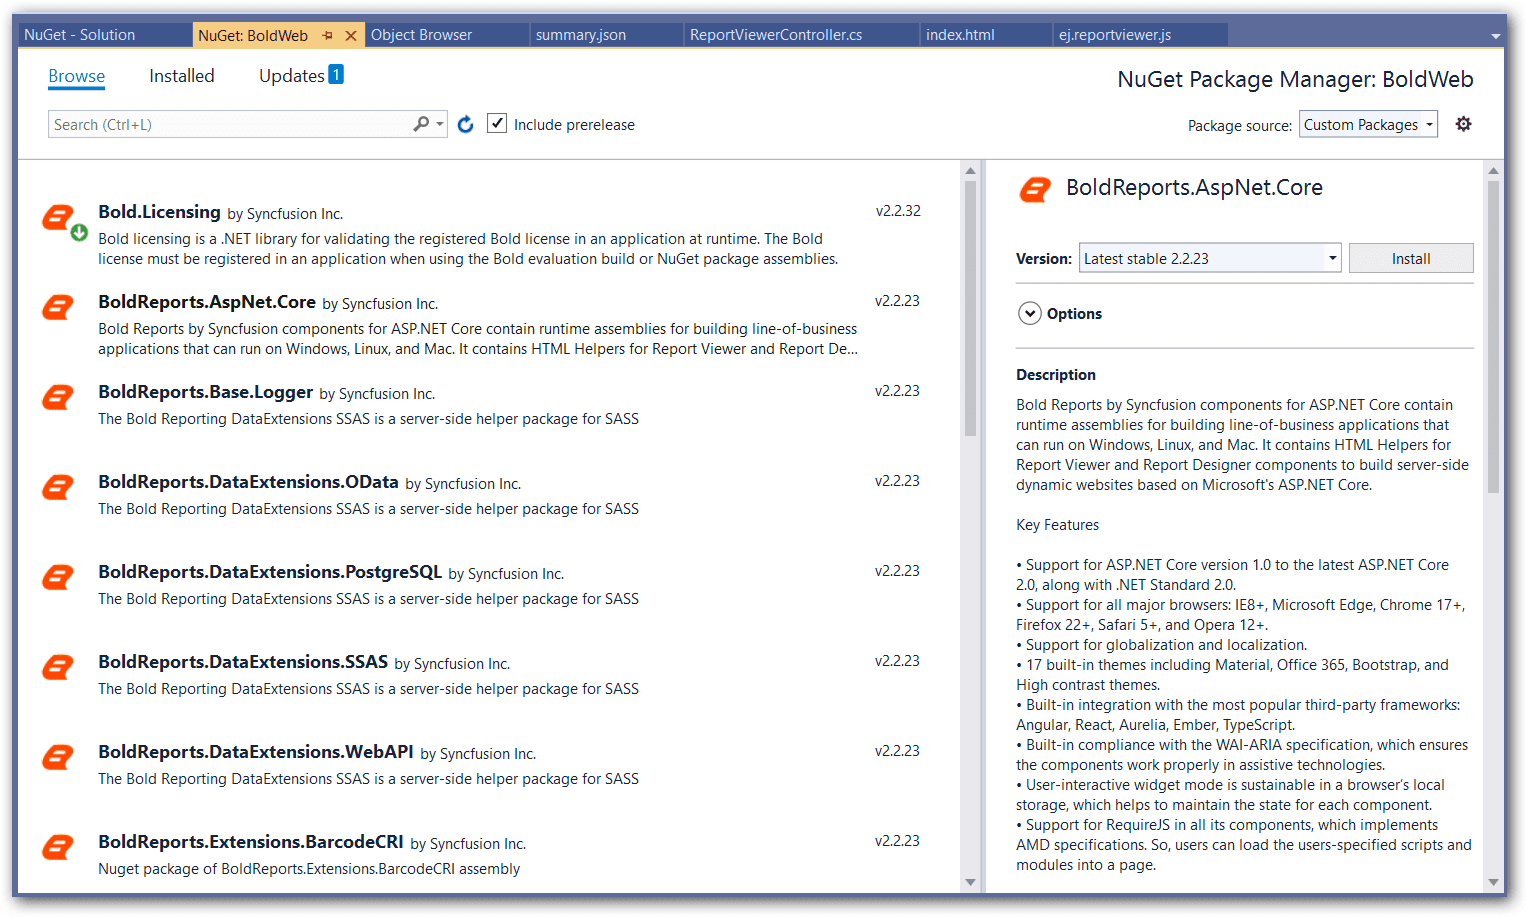 NuGet - Solution
NuGet: BoldWeb
Object Browser
summary.json
ReportViewerController.cs
index.html
ej.reportviewer.js
Browse
Installed
Updates 1
NuGet Package Manager: BoldWeb
Search (Ctrl+L)
Include prerelease
Package source: Custom Packages
Bold.Licensing by Syncfusion Inc.
v2.2.32
Bold licensing is a .NET library for validating the registered Bold license in an application at runtime. The Bold
license must be registered in an application when using the Bold evaluation build or NuGet package assemblies.
BoldReports.AspNet.Core by Syncfusion Inc.
v2.2.23
Bold Reports by Syncfusion components for ASP.NET Core contain runtime assemblies for building line-of-business
applications that can run on Windows, Linux, and Mac. It contains HTML Helpers for Report Viewer and Report De...
BoldReports.Base.Logger by Syncfusion Inc.
v2.2.23
The Bold Reporting DataExtensions SSAS is a server-side helper package for SASS
BoldReports.DataExtensions.OData by Syncfusion Inc.
v2.2.23
The Bold Reporting DataExtensions SSAS is a server-side helper package for SASS
BoldReports.DataExtensions.PostgreSQL by Syncfusion Inc.
v2.2.23
The Bold Reporting DataExtensions SSAS is a server-side helper package for SASS
BoldReports.DataExtensions.SSAS by Syncfusion Inc.
v2.2.23
The Bold Reporting DataExtensions SSAS is a server-side helper package for SASS
BoldReports.DataExtensions.WebAPI by Syncfusion Inc.
v2.2.23
The Bold Reporting DataExtensions SSAS is a server-side helper package for SASS
BoldReports.Extensions.BarcodeCRI by Syncfusion Inc.
v2.2.23
Nuget package of BoldReports.Extensions.BarcodeCRI assembly
BoldReports.AspNet.Core
Version: Latest stable 2.2.23
Install
Options
Description
Bold Reports by Syncfusion components for ASP.NET Core contain
runtime assemblies for building line-of-business applications that
can run on Windows, Linux, and Mac. It contains HTML Helpers for
Report Viewer and Report Designer components to build server-side
dynamic websites based on Microsoft's ASP.NET Core.
Key Features
• Support for ASP.NET Core version 1.0 to the latest ASP.NET Core
2.0, along with .NET Standard 2.0.
• Support for all major browsers: IE8+, Microsoft Edge, Chrome 17+,
Firefox 22+, Safari 5+, and Opera 12+.
• Support for globalization and localization.
• 17 built-in themes including Material, Office 365, Bootstrap, and
High contrast themes.
• Built-in integration with the most popular third-party frameworks:
Angular, React, Aurelia, Ember, TypeScript.
• Built-in compliance with the WAI-ARIA specification, which ensures
the components work properly in assistive technologies.
• User-interactive widget mode is sustainable in a browser's local
storage, which helps to maintain the state for each component.
• Support for RequireJS in all its components, which implements
AMD specifications. So, users can load the users-specified scripts and
modules into a page.